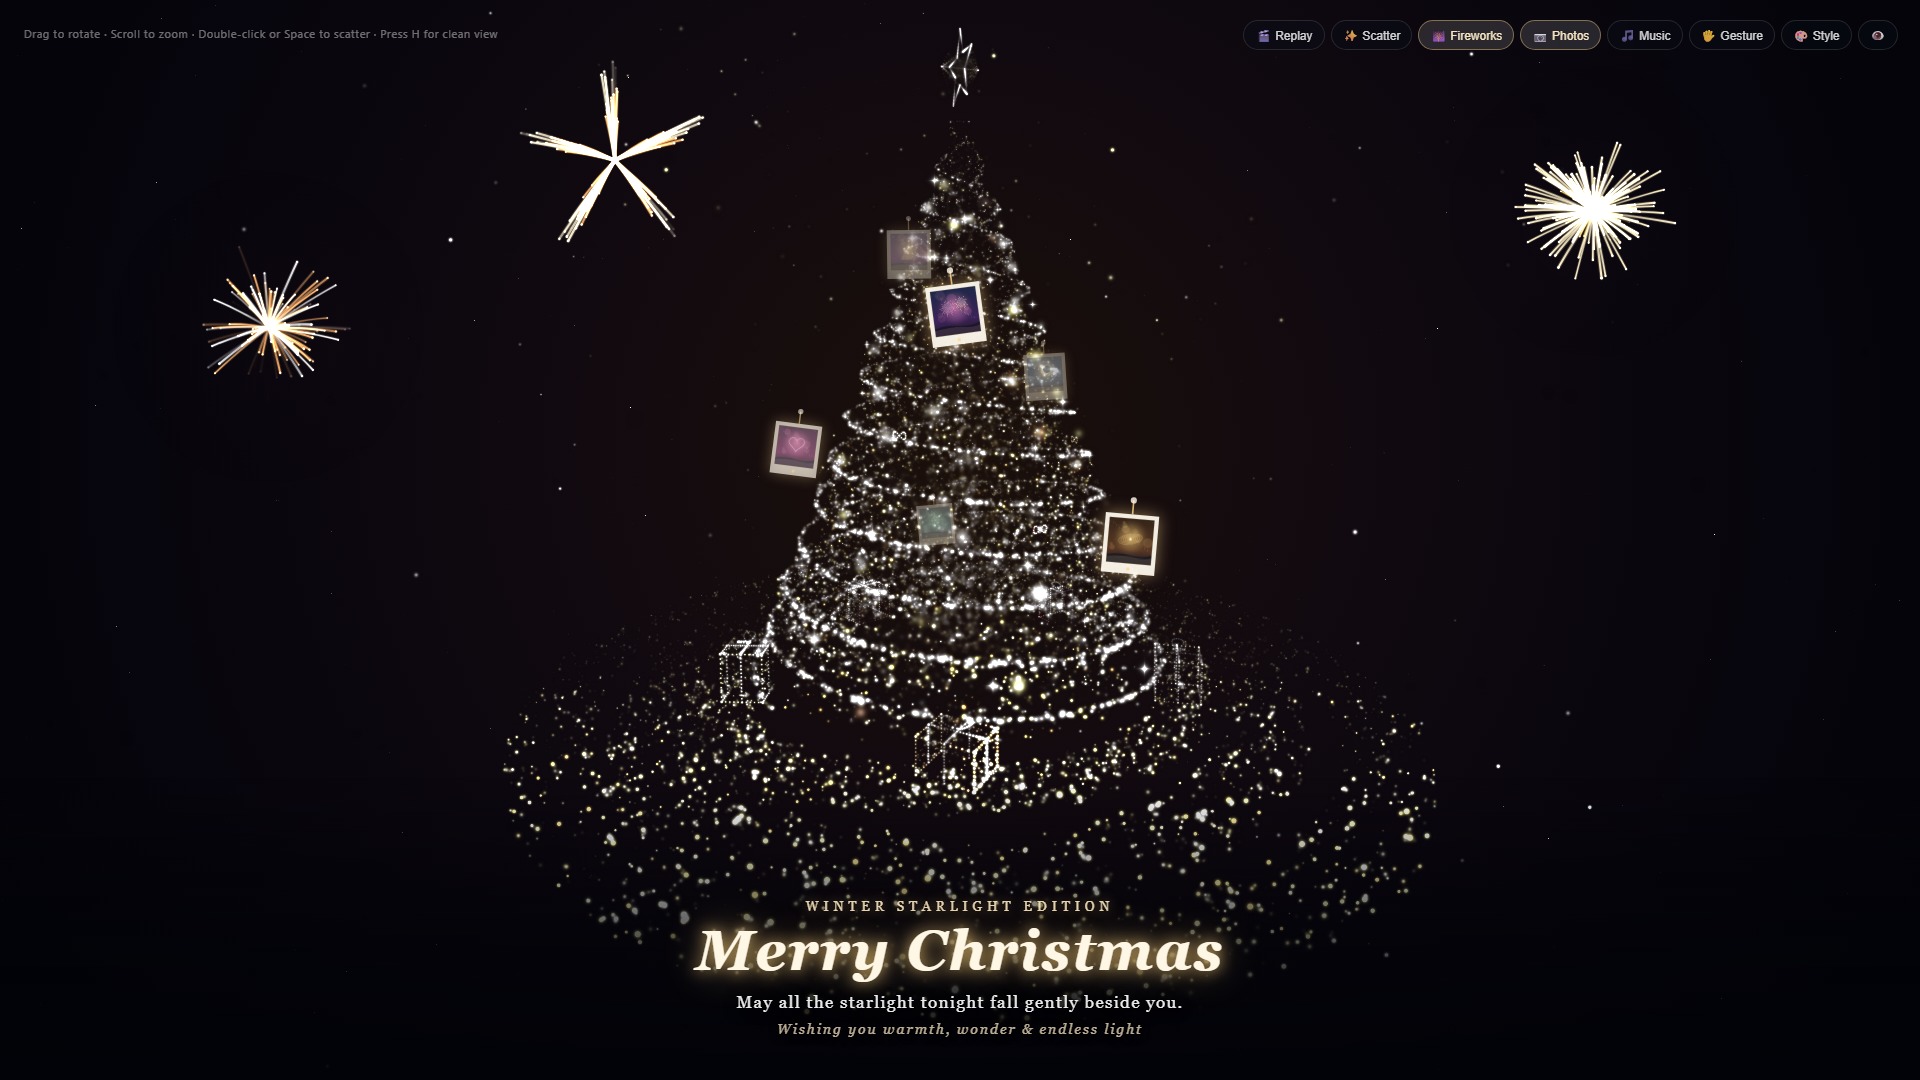 Drag to rotate · Scroll to zoom · Double-click or Space to scatter · Press H for clean view
Replay
Scatter
Fireworks
Photos
Music
Gesture
Style
WINTER STARLIGHT EDITION
Merry Christmas
May all the starlight tonight fall gently beside you.
Wishing you warmth, wonder & endless light